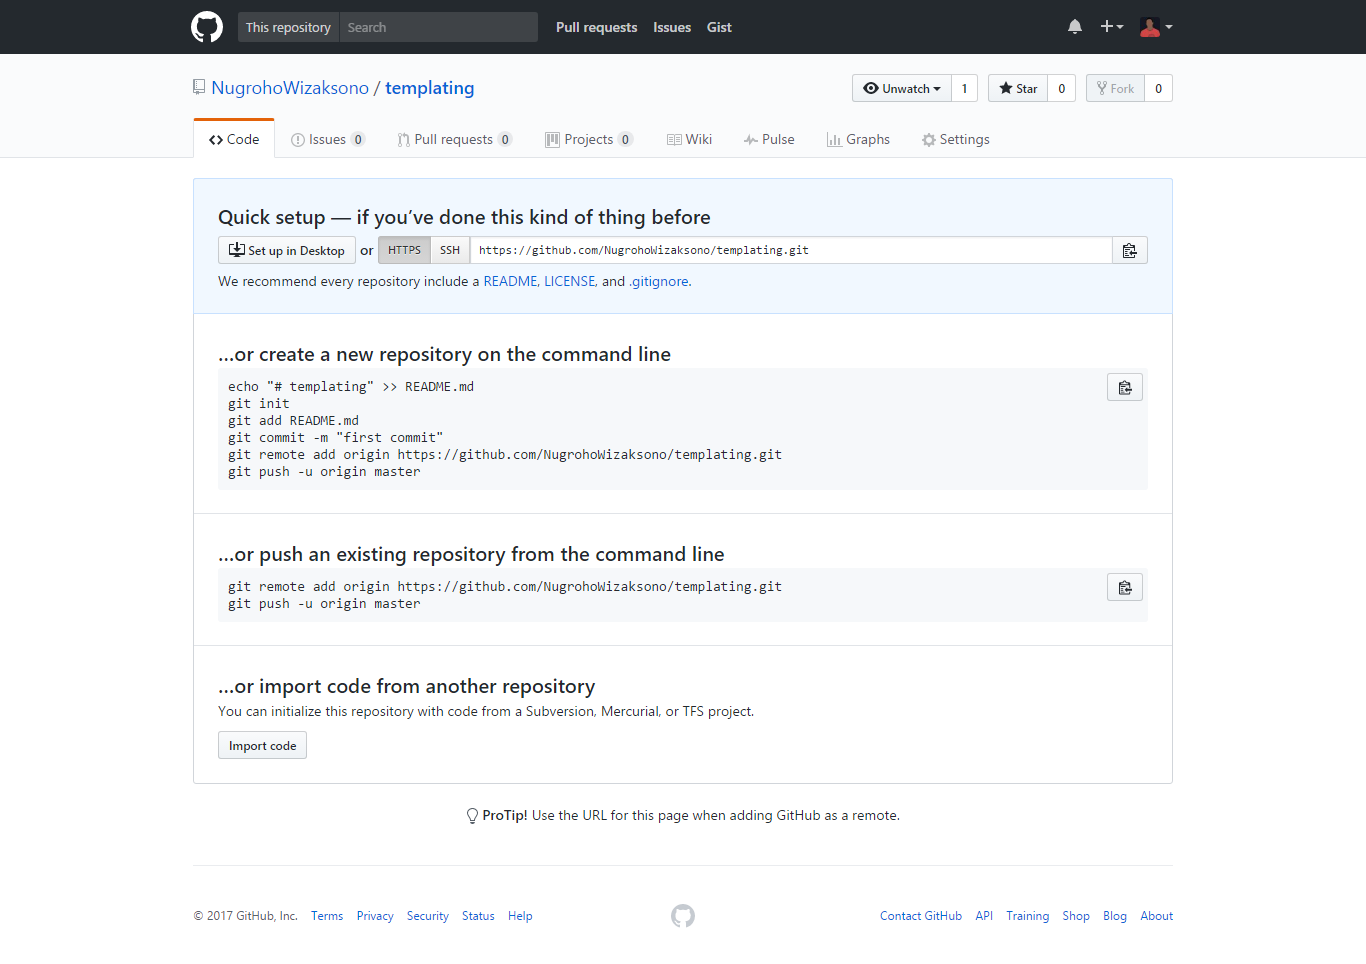 This repository Search Pull requests Issues Gist
NugrohoWizaksono / templating Unwatch 1 Star 0 Fork 0
Code Issues 0 Pull requests 0 Projects 0 Wiki Pulse Graphs Settings
Quick setup — if you’ve done this kind of thing before
Set up in Desktop or HTTPS SSH https://github.com/NugrohoWizaksono/templating.git
We recommend every repository include a README, LICENSE, and .gitignore.
…or create a new repository on the command line
echo "# templating" >> README.md
git init
git add README.md
git commit -m "first commit"
git remote add origin https://github.com/NugrohoWizaksono/templating.git
git push -u origin master
…or push an existing repository from the command line
git remote add origin https://github.com/NugrohoWizaksono/templating.git
git push -u origin master
…or import code from another repository
You can initialize this repository with code from a Subversion, Mercurial, or TFS project.
Import code
ProTip! Use the URL for this page when adding GitHub as a remote.
© 2017 GitHub, Inc. Terms Privacy Security Status Help Contact GitHub API Training Shop Blog About